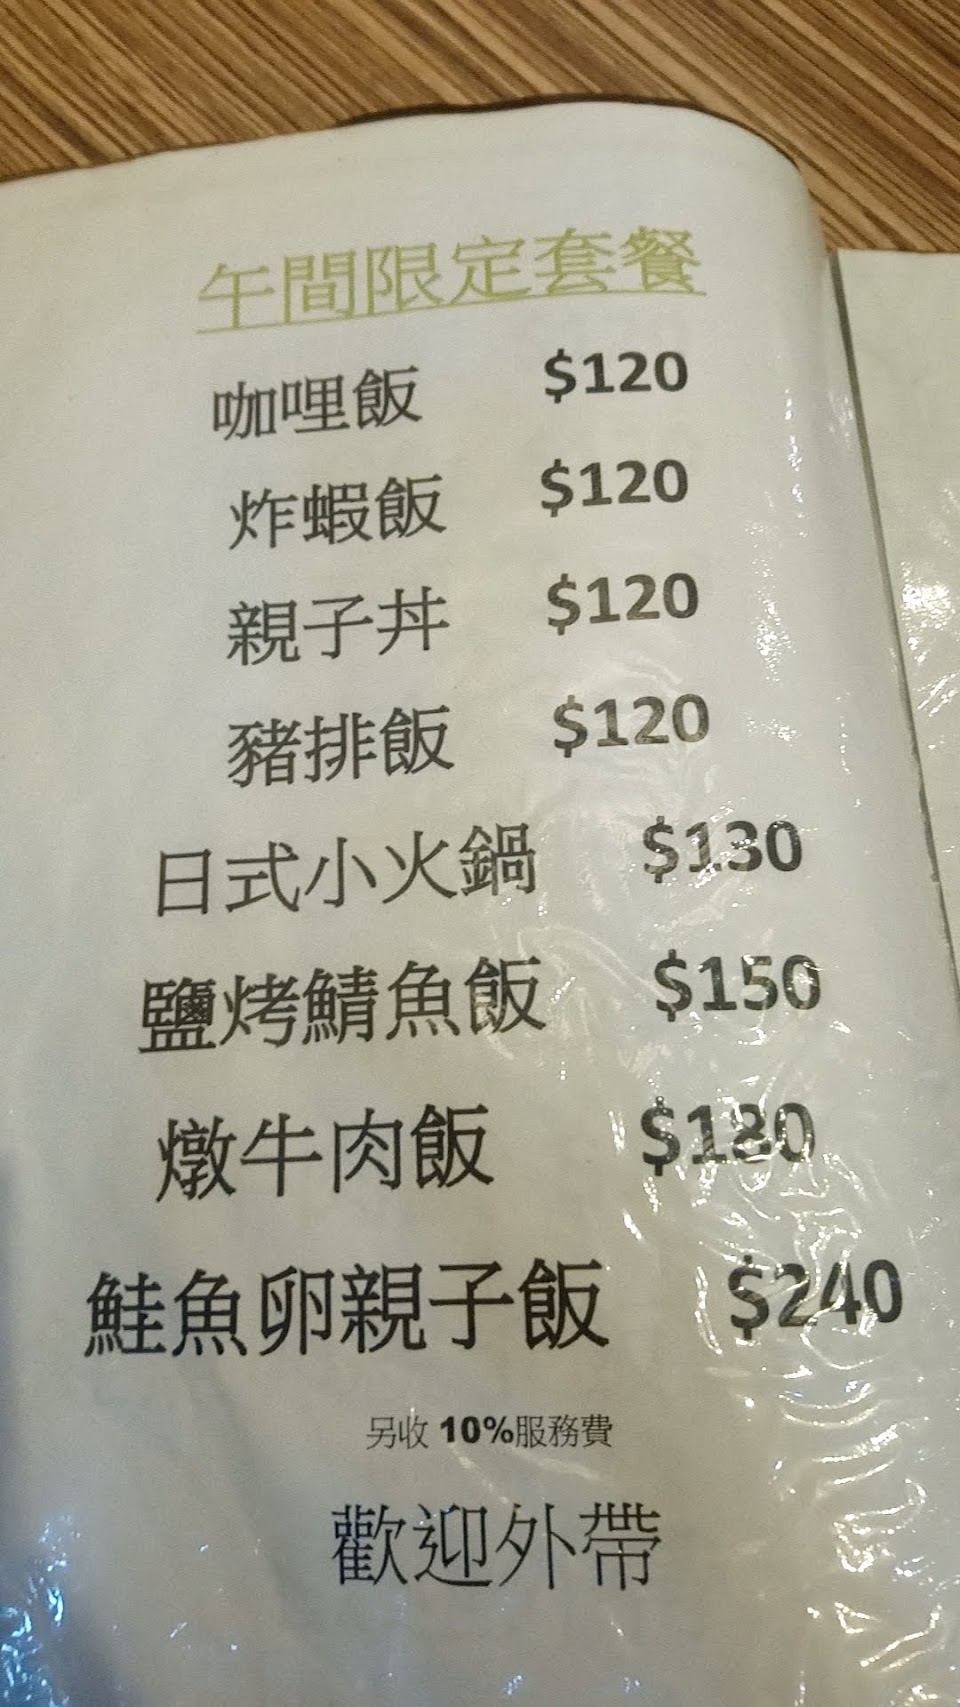 午間限定套餐
咖哩飯 $120
炸蝦飯 $120
親子丼 $120
豬排飯 $120
日式小火鍋 $130
鹽烤鯖魚飯 $150
燉牛肉飯 $180
鮭魚卵親子飯 $240
另收 10%服務費
歡迎外帶